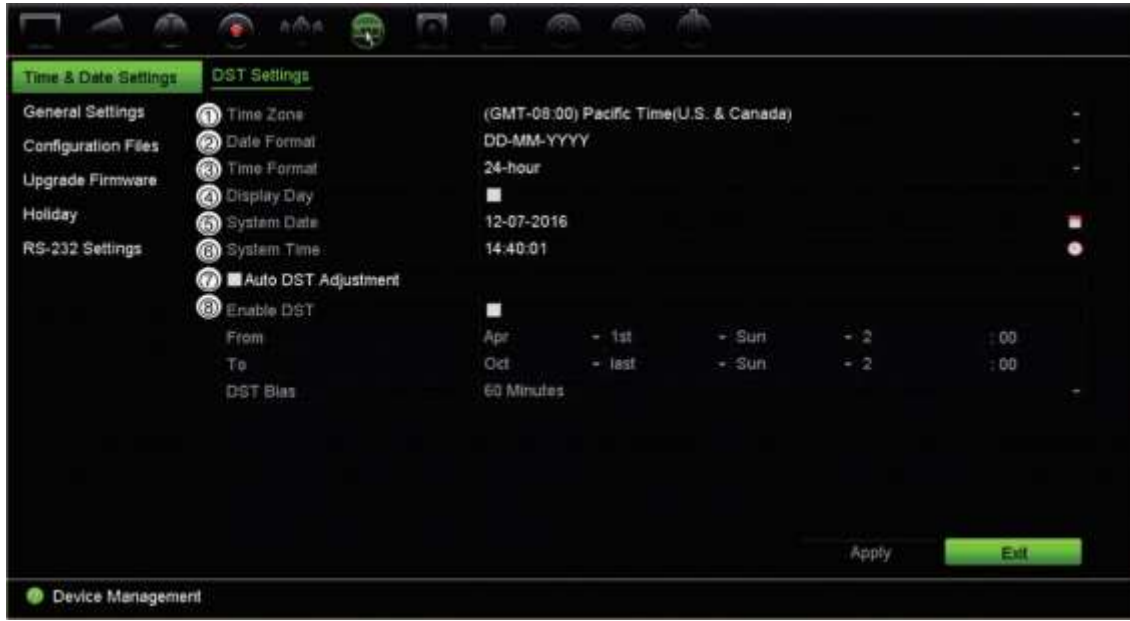 Time & Date Settings DST Settings
General Settings ① Time Zone (GMT-08:00) Pacific Time(U.S. & Canada)
Configuration Files ② Date Format DD-MM-YYYY
Upgrade Firmware ③ Time Format 24-hour
④ Display Day
Holiday ⑤ System Date 12-07-2016
RS-232 Settings ⑥ System Time 14:40:01
⑦ Auto DST Adjustment
⑧ Enable DST
From Apr 1st Sun 2 : 00
To Oct last Sun 2 : 00
DST Bias 60 Minutes
Apply Exit
Device Management